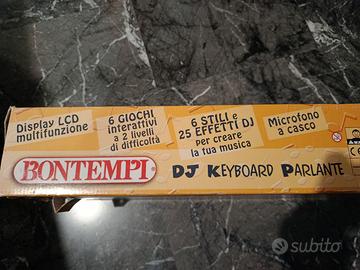 Display LCD
multifunzione
6 GIOCHI
interattivi
a 2 livelli
di difficoltà
6 STILI e
25 EFFETTI DJ
per creare
la tua musica
Microfono
a casco
BONTEMPI
DJ KEYBOARD PARLANTE
CE
subito